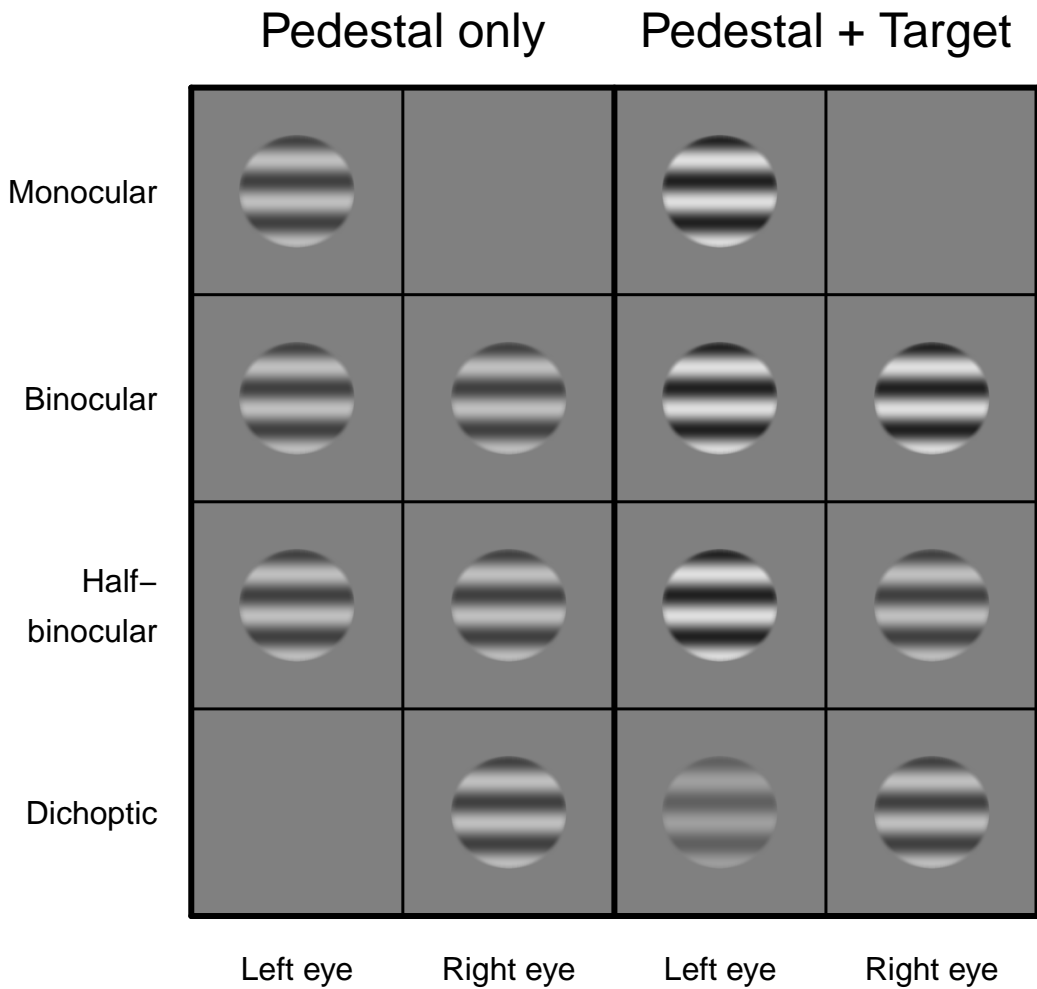 Pedestal only
Pedestal + Target
Monocular
Binocular
Half−
binocular
Dichoptic
Left eye
Right eye
Left eye
Right eye